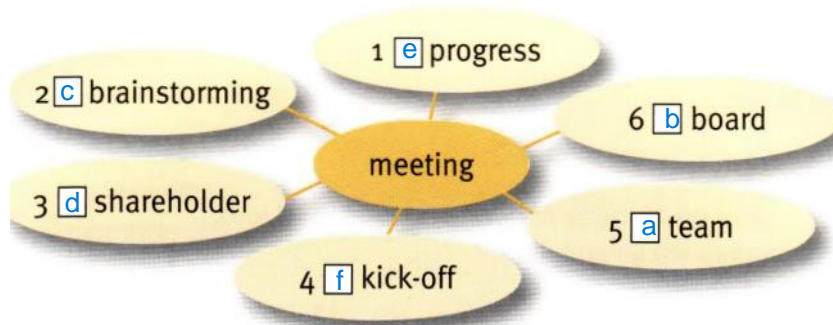 1 e progress
2 c brainstorming
6 b board
meeting
3 d shareholder
5 a team
4 f kick-off